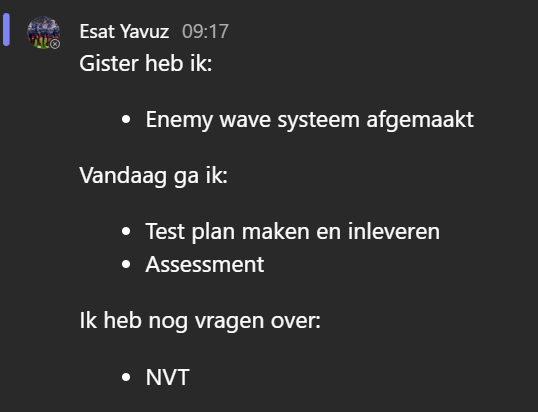 Esat Yavuz 09:17
Gister heb ik:
• Enemy wave systeem afgemaakt
Vandaag ga ik:
• Test plan maken en inleveren
• Assessment
Ik heb nog vragen over:
• NVT